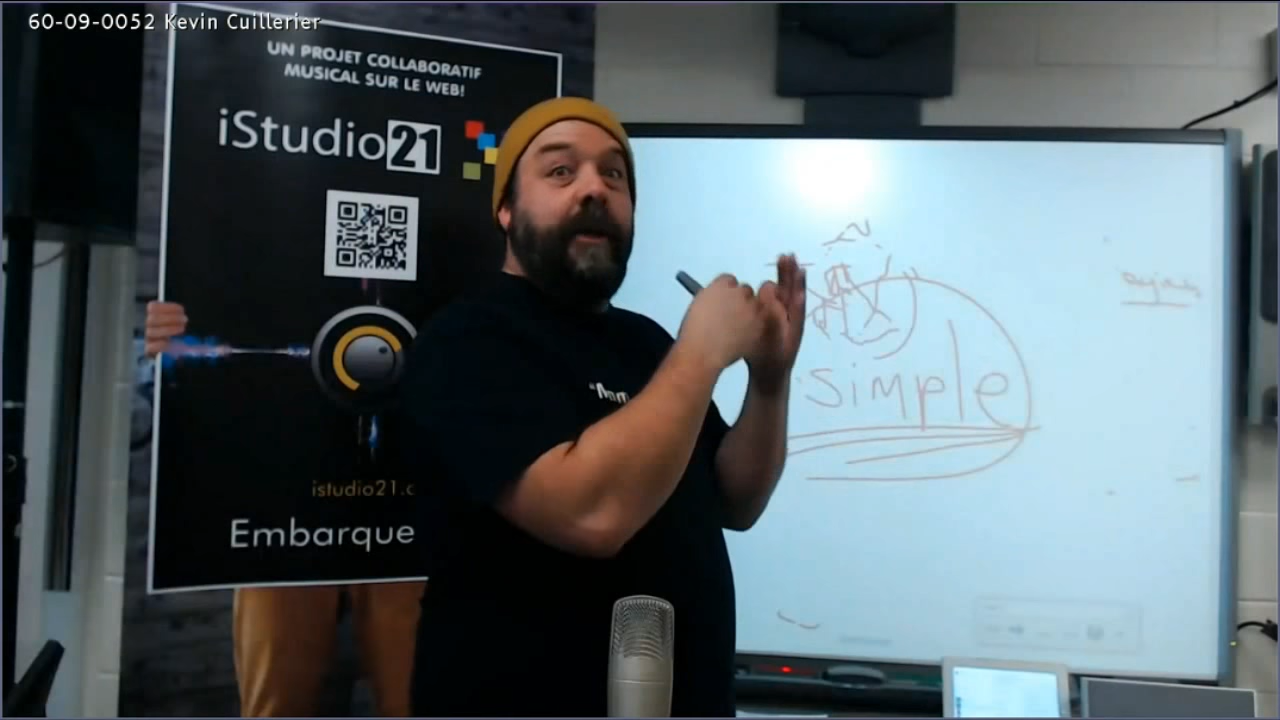 60-09-0052 Kevin Cuillerier
UN PROJET COLLABORATIF
MUSICAL SUR LE WEB!
iStudio21
istudio21.c
Embarque
simple